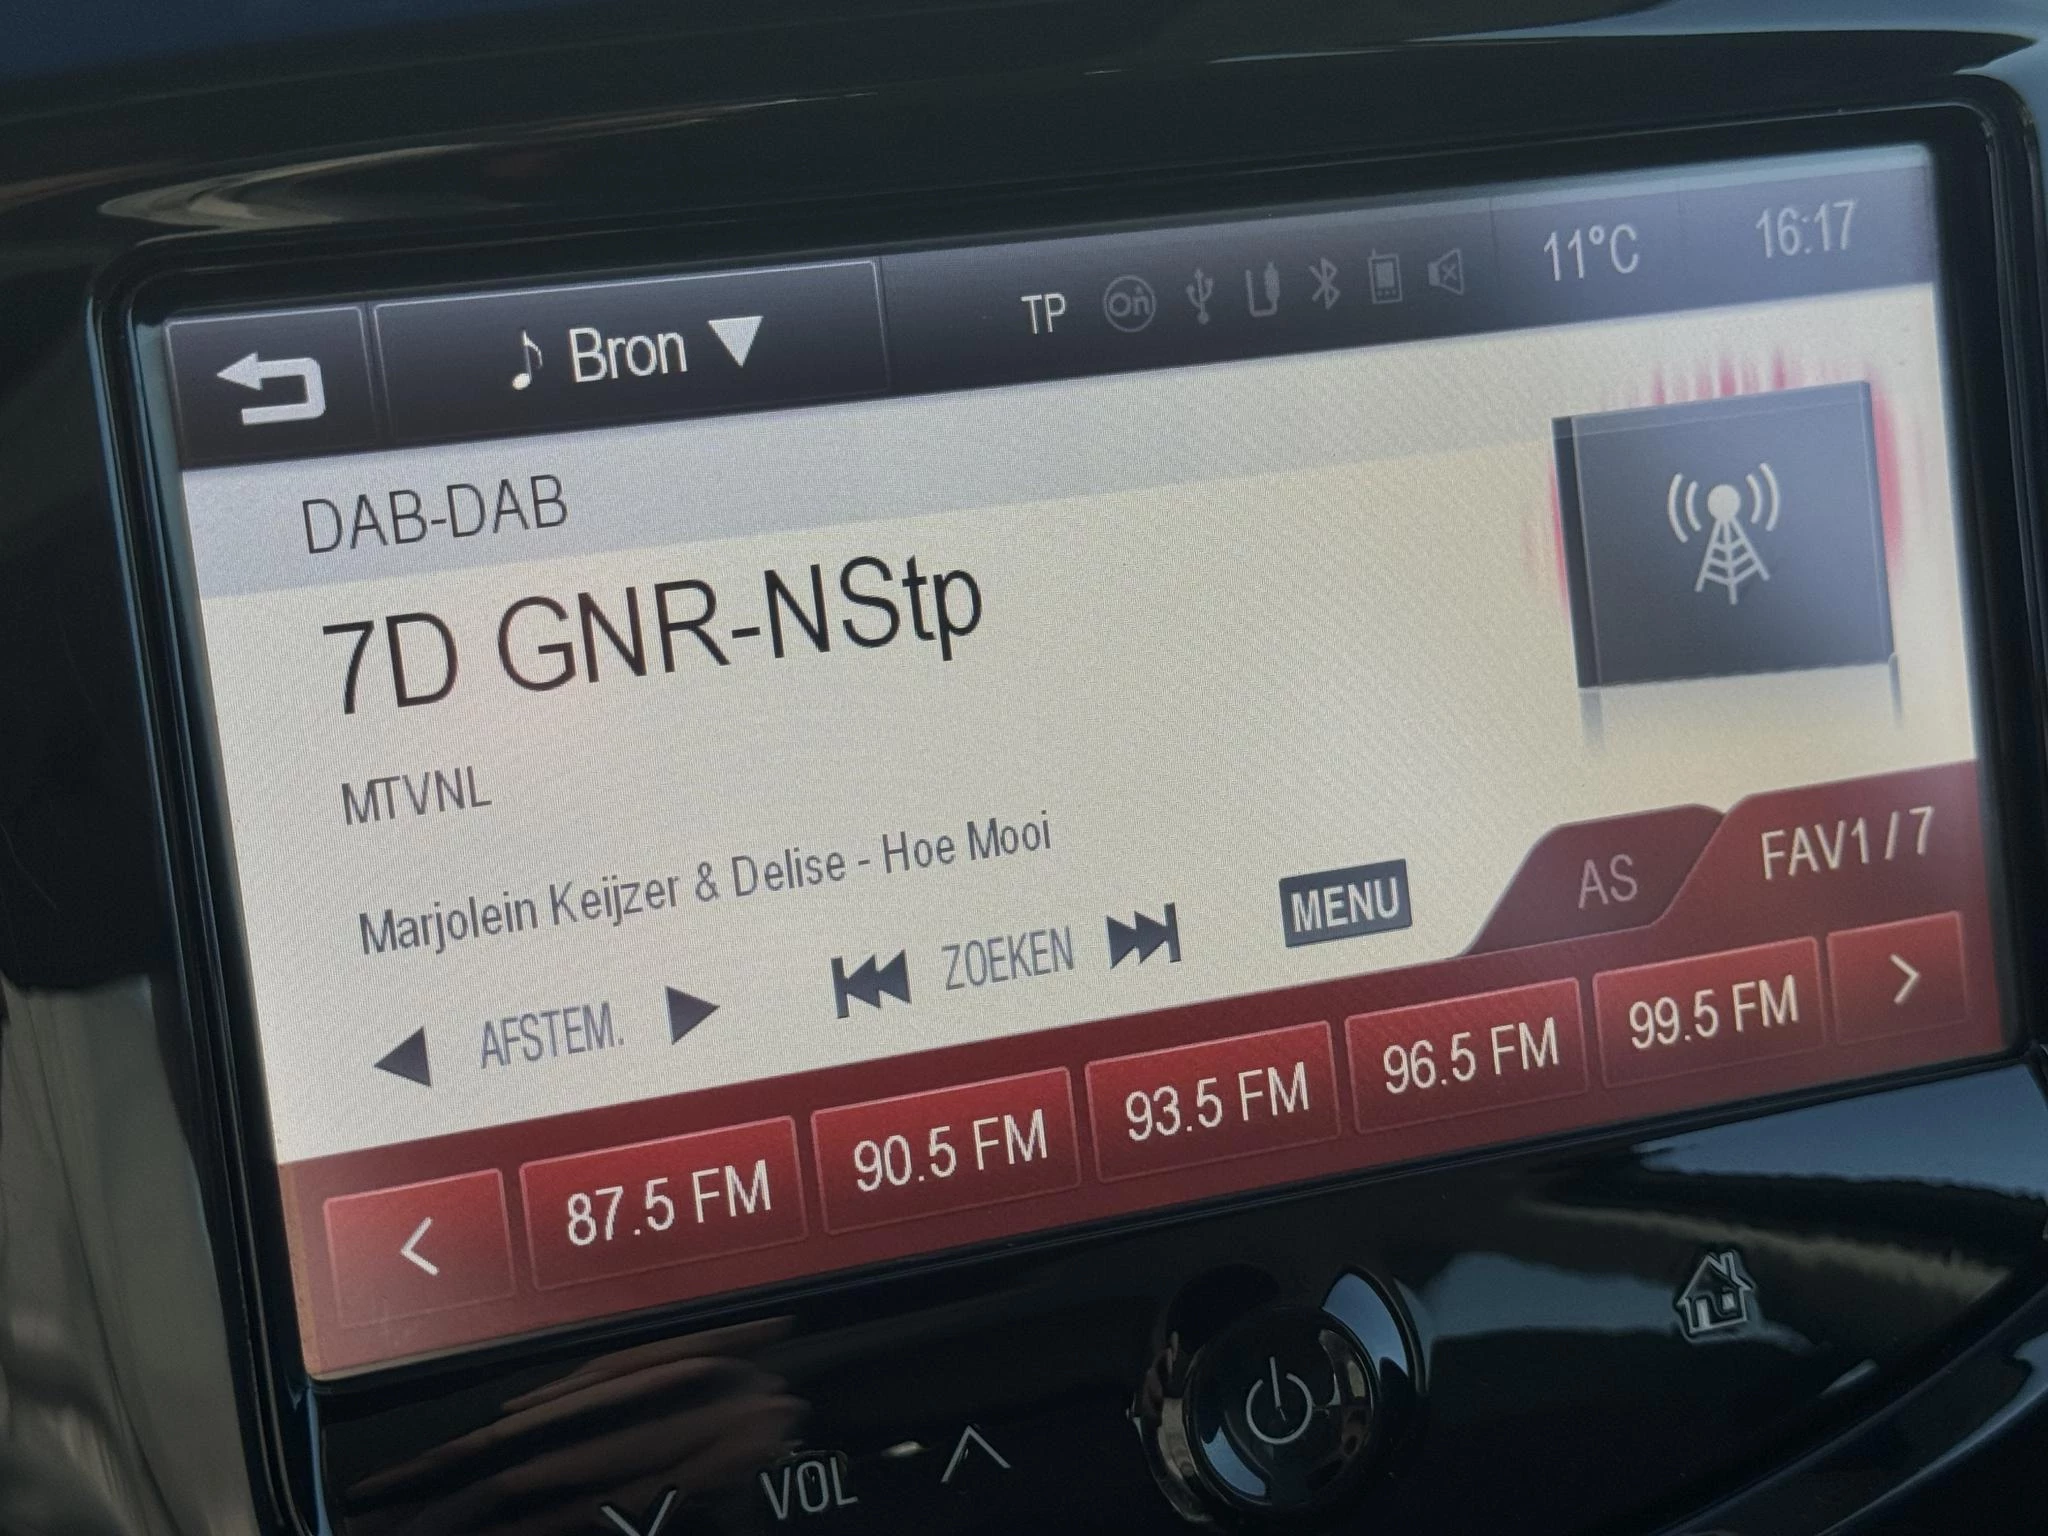 Bron
TP
On
11°C
16:17
DAB-DAB
7D GNR-NStp
MTVNL
Marjolein Keijzer & Delise - Hoe Mooi
AFSTEM.
ZOEKEN
MENU
AS
FAV1 / 7
87.5 FM
90.5 FM
93.5 FM
96.5 FM
99.5 FM
VOL